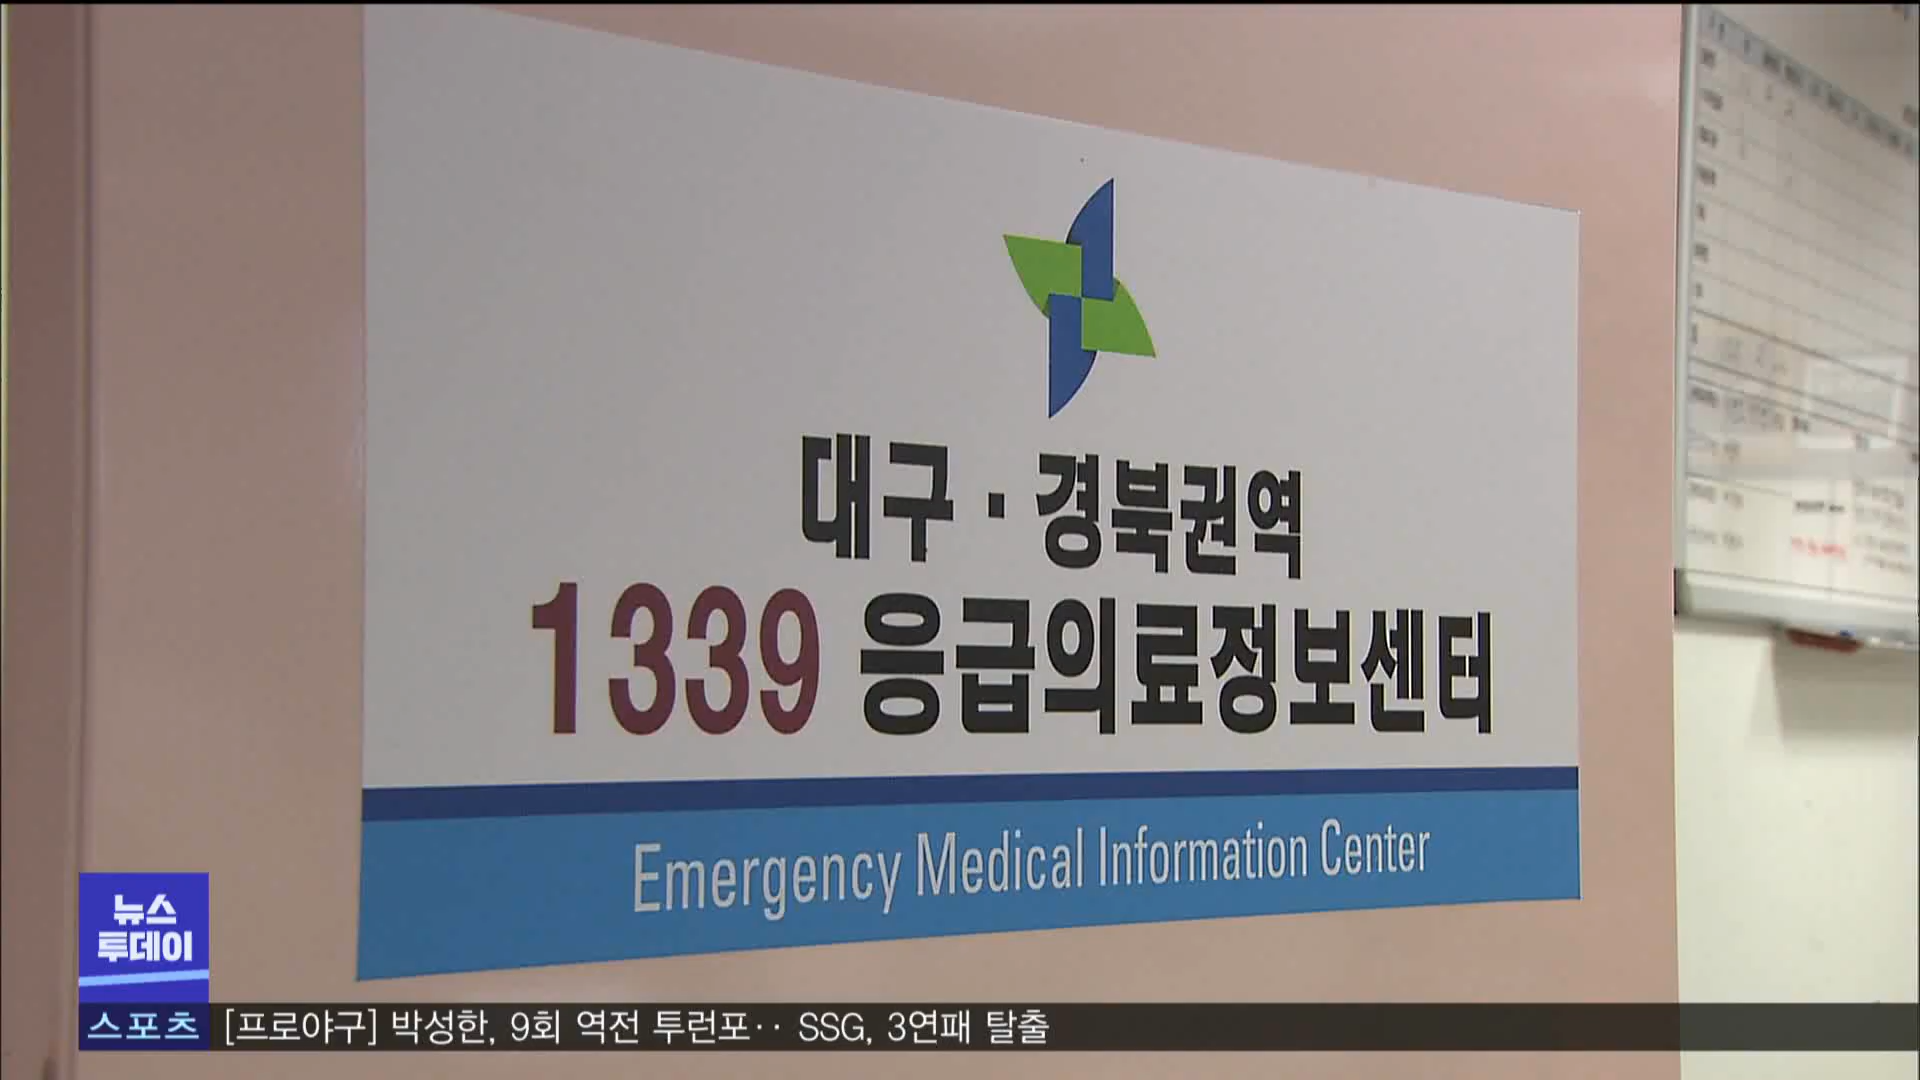 대구·경북권역
1339 응급의료정보센터
Emergency Medical Information Center
뉴스
투데이
스포츠 [프로야구] 박성한, 9회 역전 투런포‥ SSG, 3연패 탈출